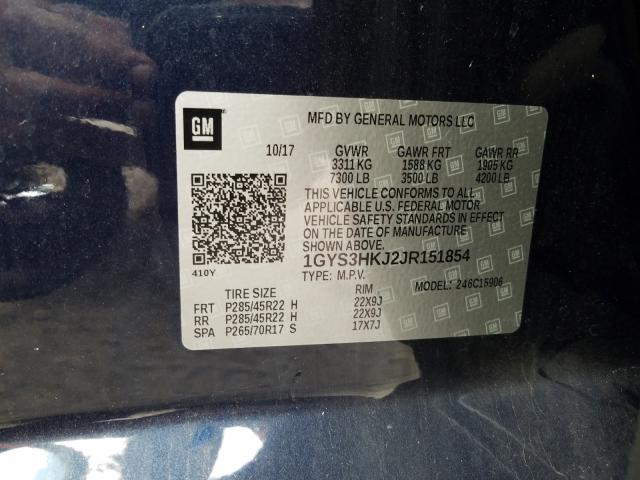 GM
MFD BY GENERAL MOTORS LLC
10/17 GVWR GAWR FRT GAWR RR
3311 KG 1588 KG 1905 KG
7300 LB 3500 LB 4200 LB
THIS VEHICLE CONFORMS TO ALL
APPLICABLE U.S. FEDERAL MOTOR
VEHICLE SAFETY STANDARDS IN EFFECT
ON THE DATE OF MANUFACTURE
SHOWN ABOVE.
1GYS3HKJ2JR151854
410Y
TYPE: M.P.V. MODEL: 246C15906
TIRE SIZE RIM
FRT P285/45R22 H 22X9J
RR P285/45R22 H 22X9J
SPA P265/70R17 S 17X7J